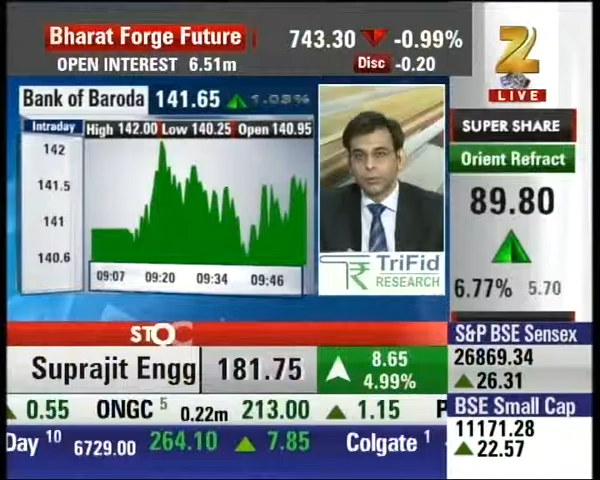 Bharat Forge Future 743.30 -0.99%
OPEN INTEREST 6.51m Disc -0.20
Z
LIVE
Bank of Baroda 141.65 1.03%
Intraday High 142.00 Low 140.25 Open 140.95
142
141.5
141
140.6
09:07 09:20 09:34 09:46
TriFid
RESEARCH
SUPER SHARE
Orient Refract
89.80
6.77% 5.70
STOC
Suprajit Engg 181.75 8.65
4.99%
S&P BSE Sensex
26869.34
26.31
BSE Small Cap
11171.28
22.57
0.55 ONGC 5 0.22m 213.00 1.15 P
Day 10 6729.00 264.10 7.85 Colgate 1